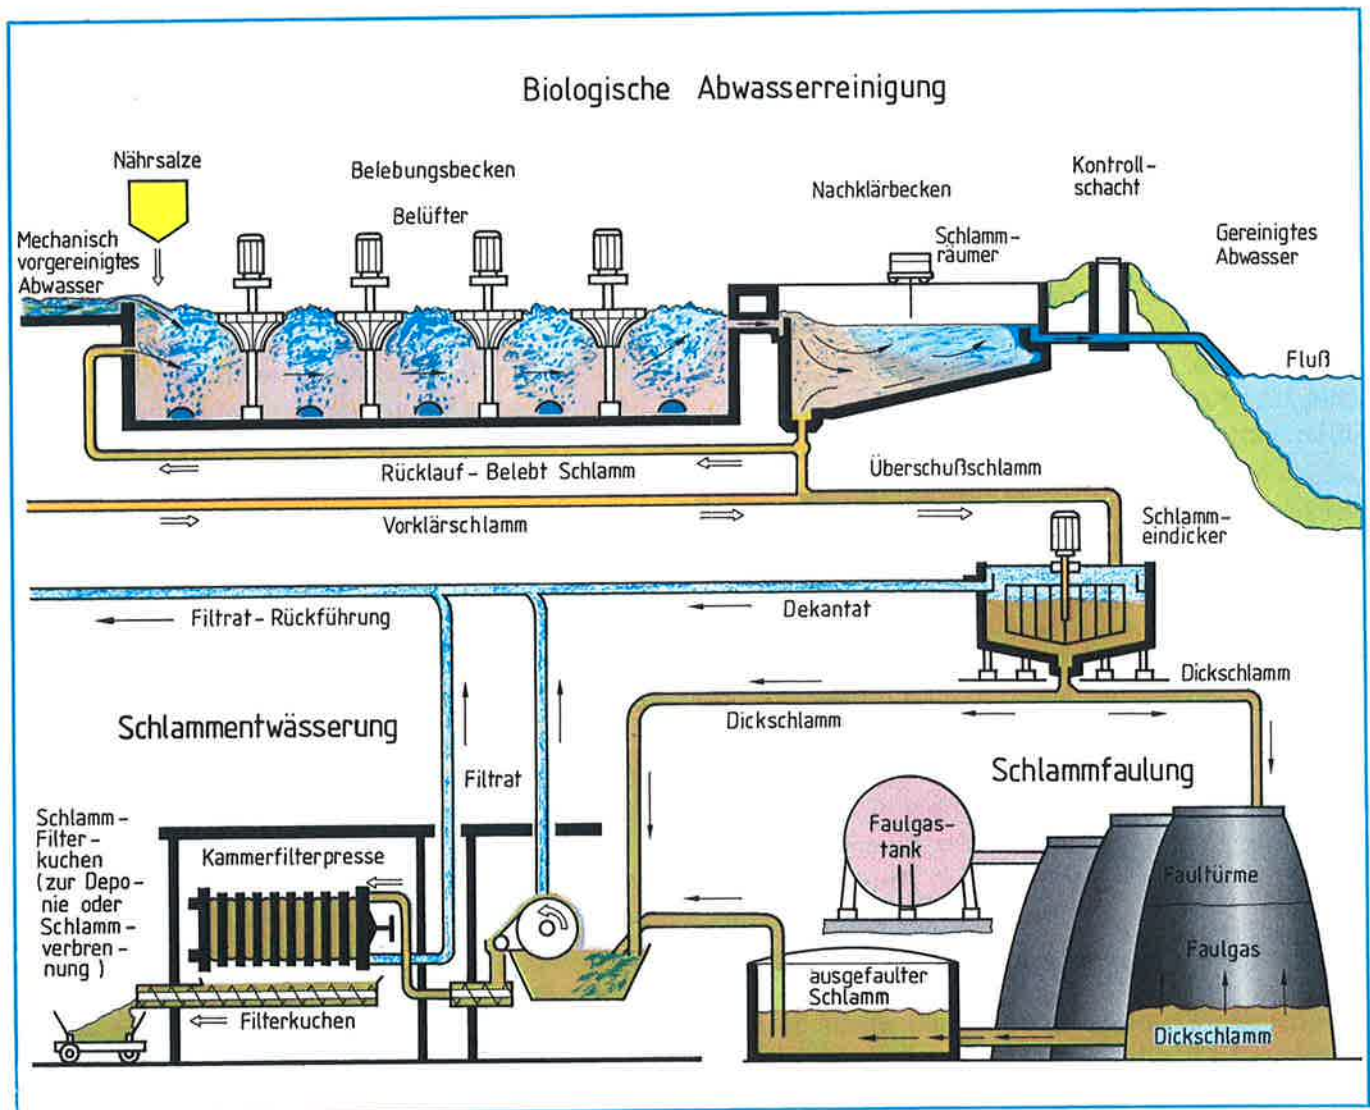 Biologische Abwasserreinigung
Nährsalze
Belebungsbecken
Belüfter
Nachklärbecken
Kontroll-
schacht
Mechanisch
vorgereinigtes
Abwasser
Schlamm-
räumer
Gereinigtes
Abwasser
Fluß
Rücklauf - Belebt Schlamm
Überschußschlamm
Vorklärschlamm
Schlamm-
eindicker
Filtrat - Rückführung
Dekantat
Dickschlamm
Dickschlamm
Schlammentwässerung
Filtrat
Schlammfaulung
Schlamm-
Filter-
kuchen
(zur Depo-
nie oder
Schlamm-
verbren-
nung)
Kammerfilterpresse
Faulgas-
tank
Faultürme
Faulgas
ausgefaulter
Schlamm
Filterkuchen
Dickschlamm